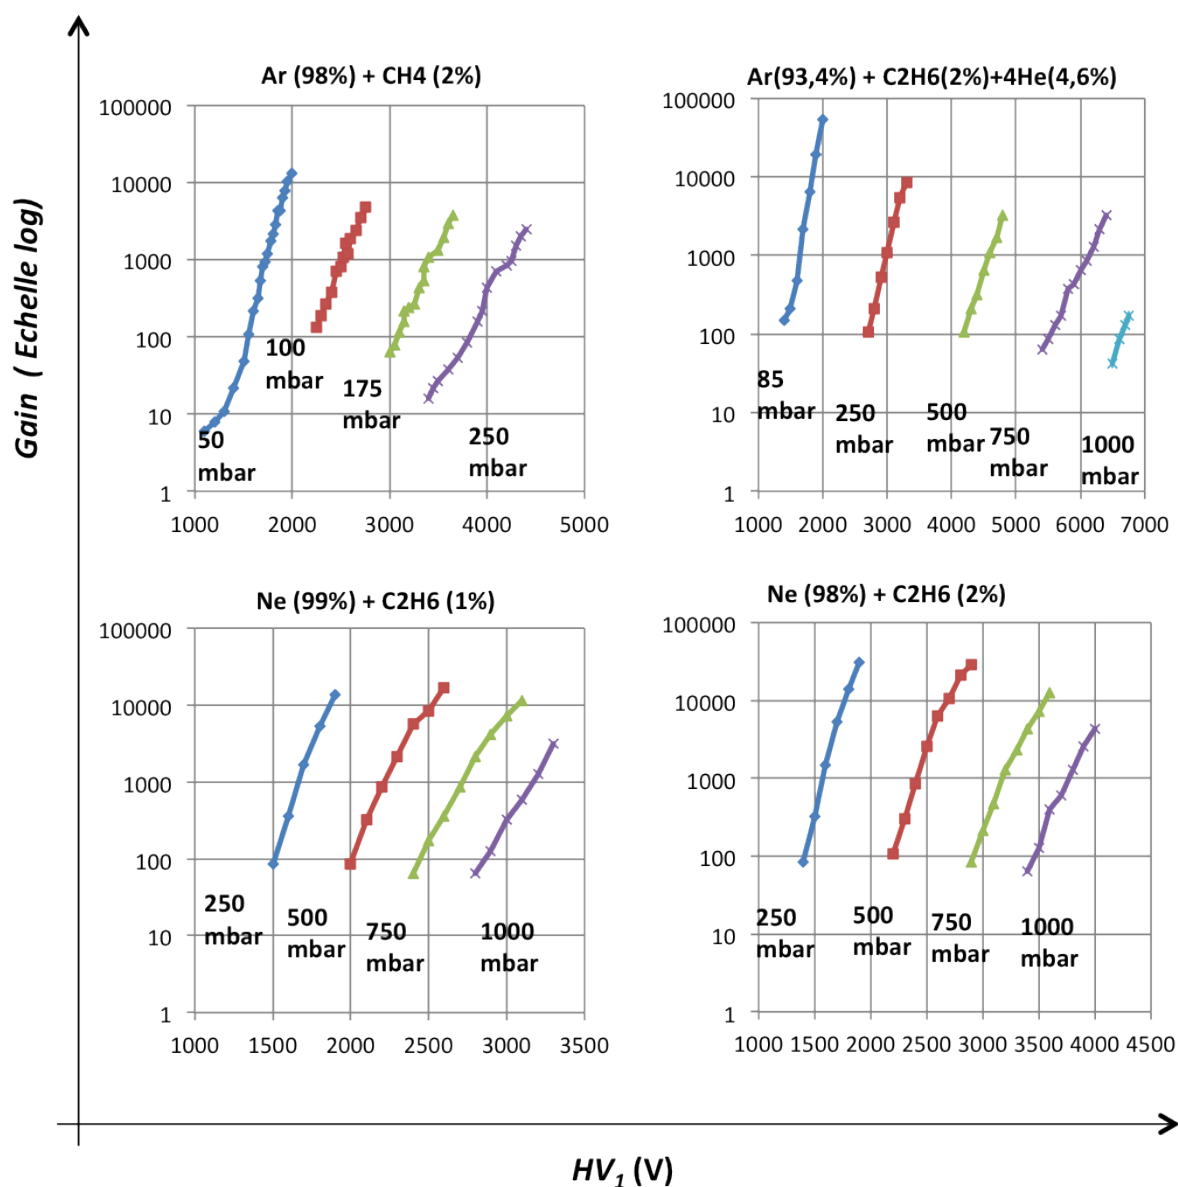 Gain ( Echelle log)
Ar (98%) + CH4 (2%)
100000
10000
1000
100
10
1
100
mbar
175
mbar
50
mbar
250
mbar
1000 2000 3000 4000 5000
Ar(93,4%) + C2H6(2%)+4He(4,6%)
100000
10000
1000
100
10
1
85
mbar
250
mbar
500
mbar
750
mbar
1000
mbar
1000 2000 3000 4000 5000 6000 7000
Ne (99%) + C2H6 (1%)
100000
10000
1000
100
10
1
250
mbar
500
mbar
750
mbar
1000
mbar
1000 1500 2000 2500 3000 3500
Ne (98%) + C2H6 (2%)
100000
10000
1000
100
10
1
250
mbar
500
mbar
750
mbar
1000
mbar
1000 1500 2000 2500 3000 3500 4000 4500
HV1 (V)